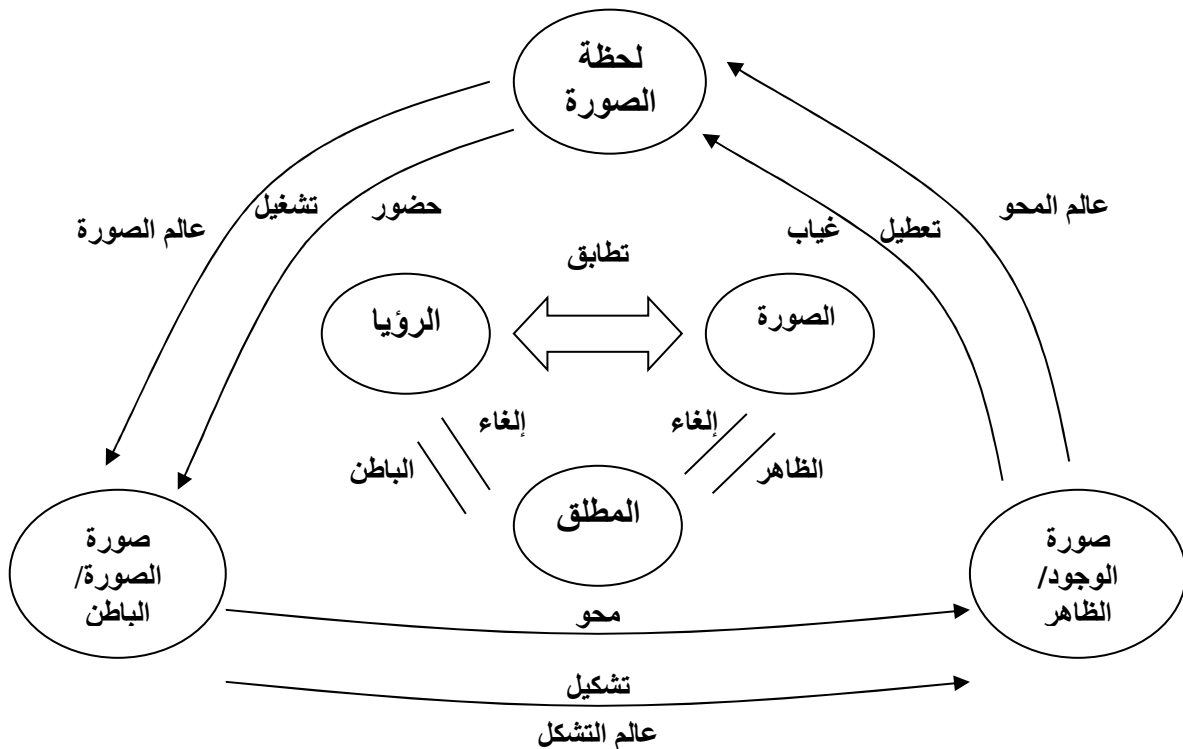 لحظة
الصورة
عالم المحو
تعطيل
غياب
حضور
تشغيل
عالم الصورة
تطابق
الصورة
الرؤيا
إلغاء
الظاهر
إلغاء
الباطن
المطلق
صورة
الوجود/
الظاهر
صورة
الصورة/
الباطن
محو
تشكيل
عالم التشكل